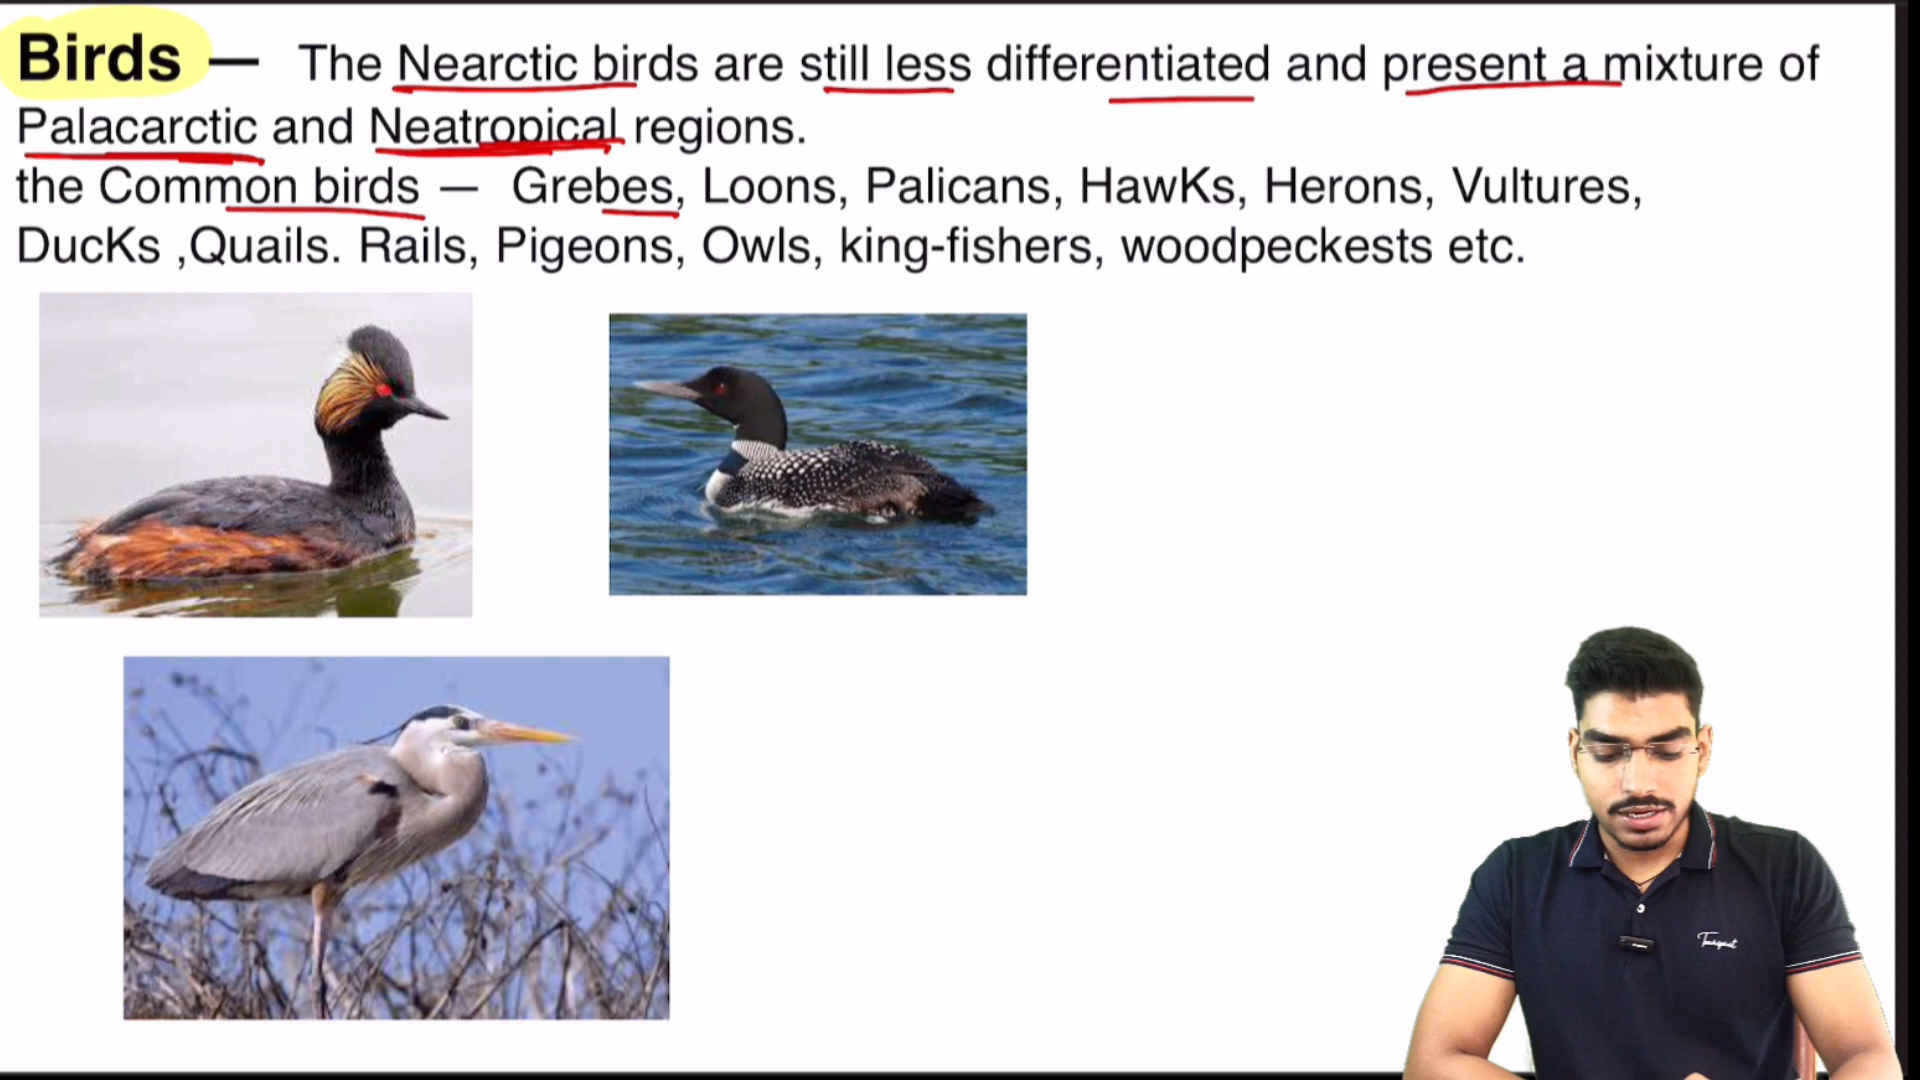 Birds — The Nearctic birds are still less differentiated and present a mixture of
Palacarctic and Neatropical regions.
the Common birds — Grebes, Loons, Palicans, HawKs, Herons, Vultures,
DucKs ,Quails. Rails, Pigeons, Owls, king-fishers, woodpeckests etc.